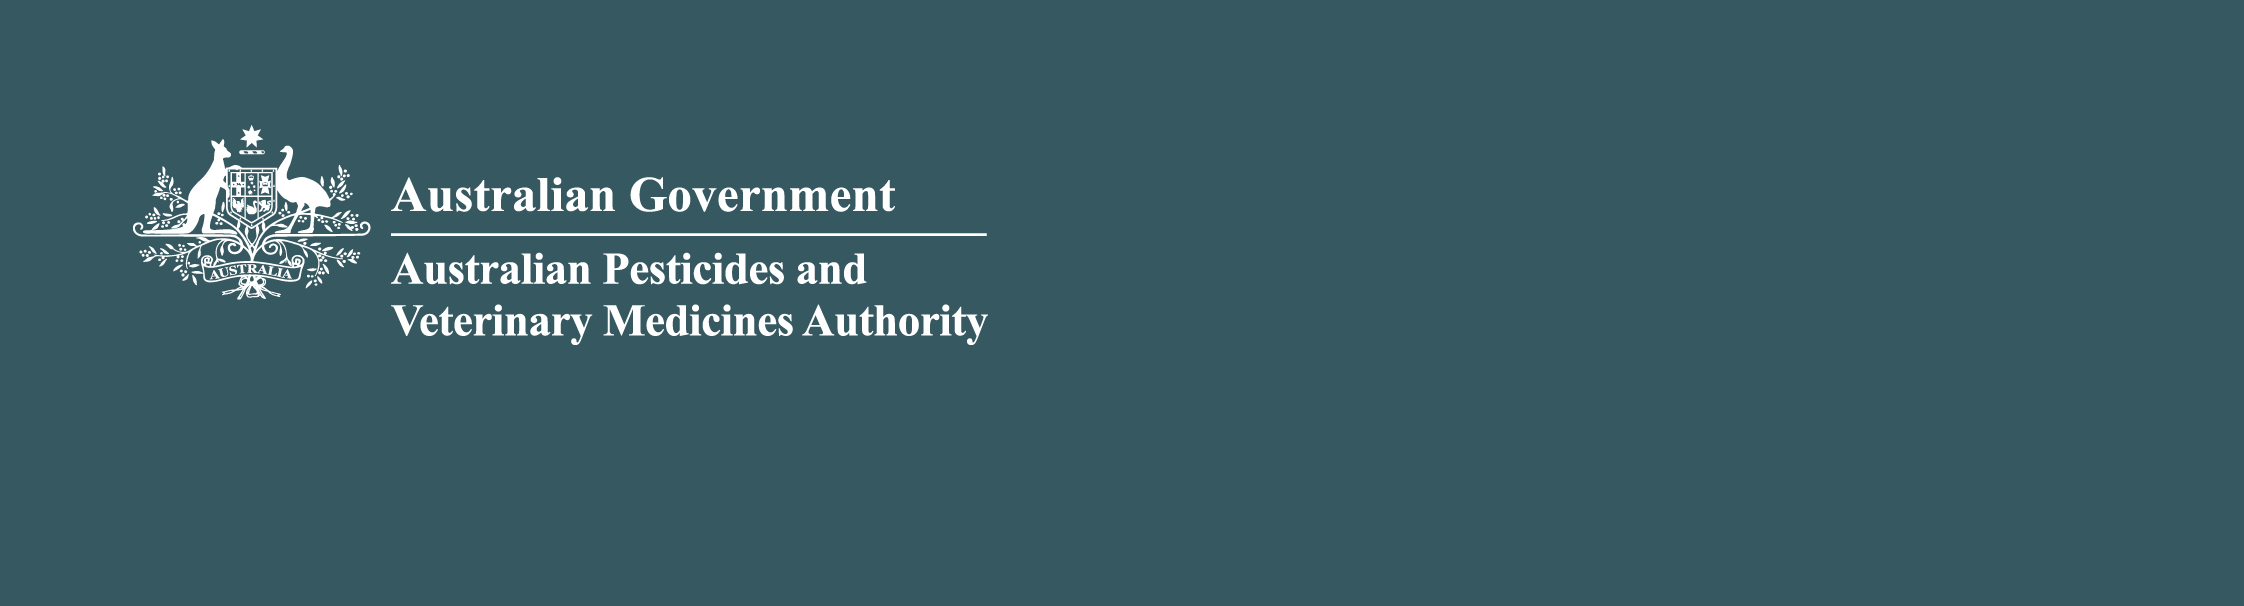 Australian Government
Australian Pesticides and
Veterinary Medicines Authority
AUSTRALIA